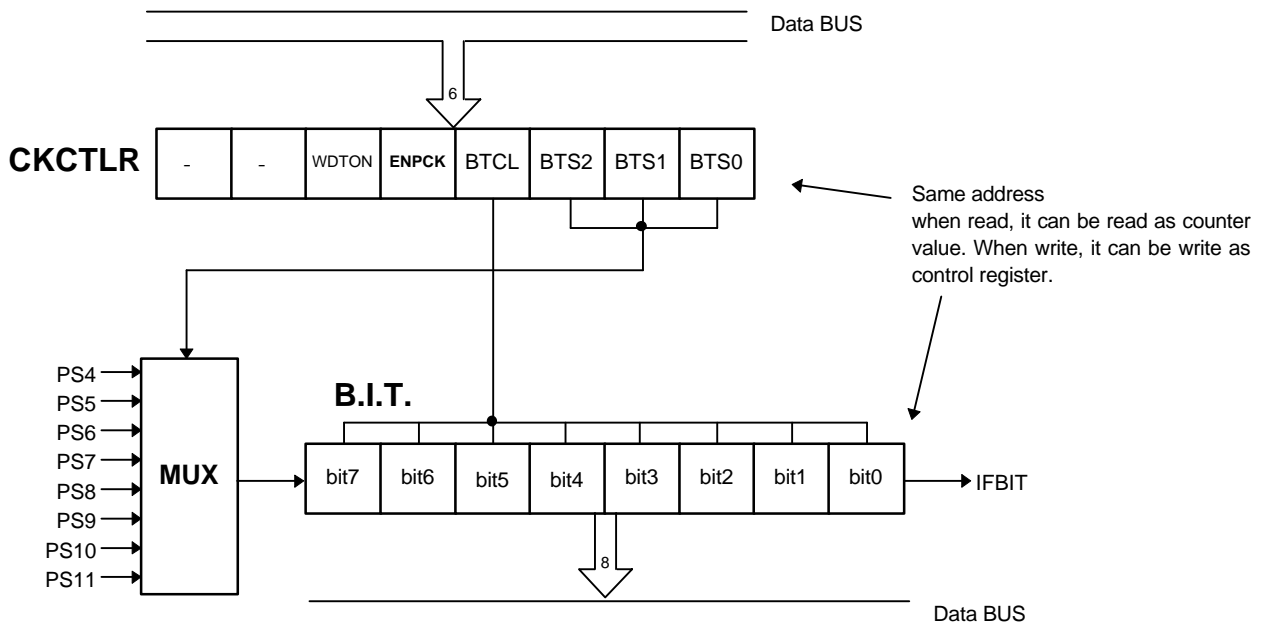 Data BUS
6
CKCTLR - - WDTON ENPCK BTCL BTS2 BTS1 BTS0
Same address
when read, it can be read as counter
value. When write, it can be write as
control register.
PS4
PS5
PS6
PS7
PS8
PS9
PS10
PS11
MUX
B.I.T.
bit7 bit6 bit5 bit4 bit3 bit2 bit1 bit0
IFBIT
8
Data BUS